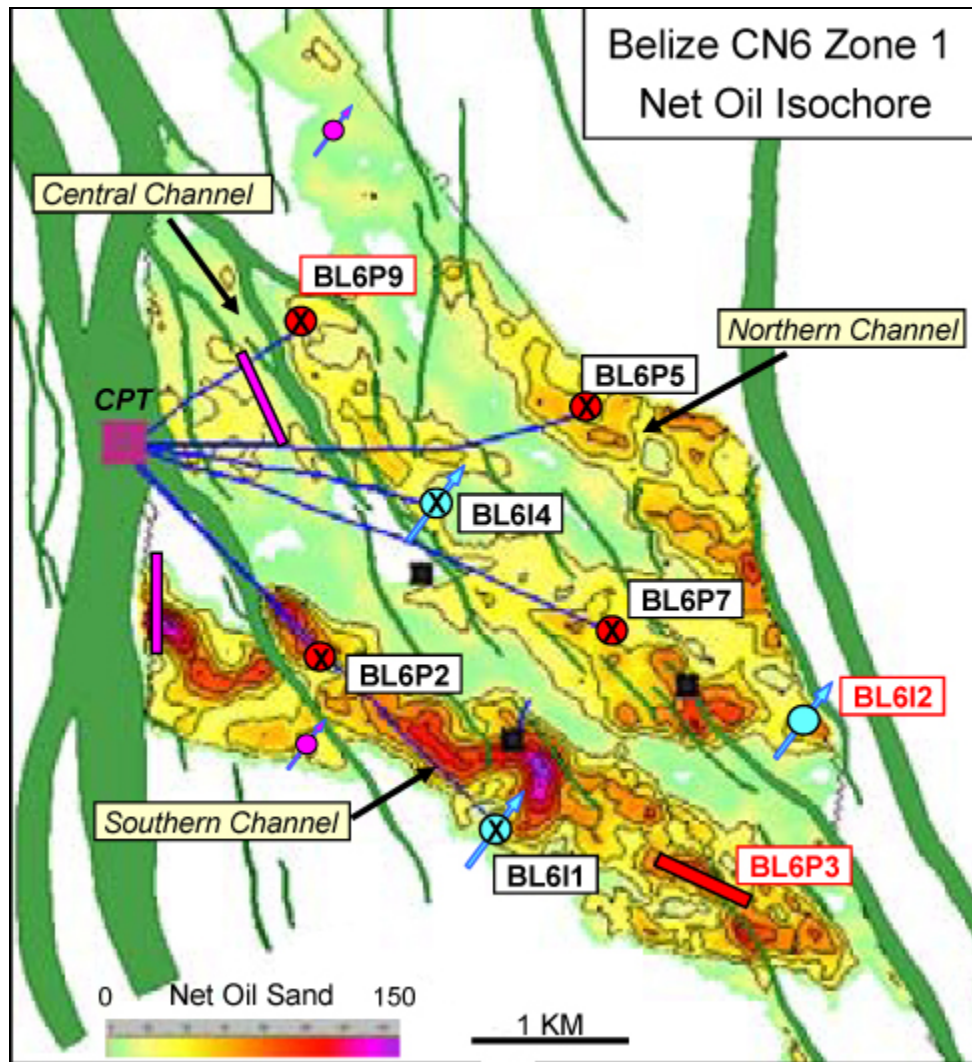 Belize CN6 Zone 1
Net Oil Isochore
Central Channel
BL6P9
Northern Channel
BL6P5
CPT
BL6I4
BL6P7
BL6P2
BL6I2
Southern Channel
BL6P3
BL6I1
0 Net Oil Sand 150
1 KM